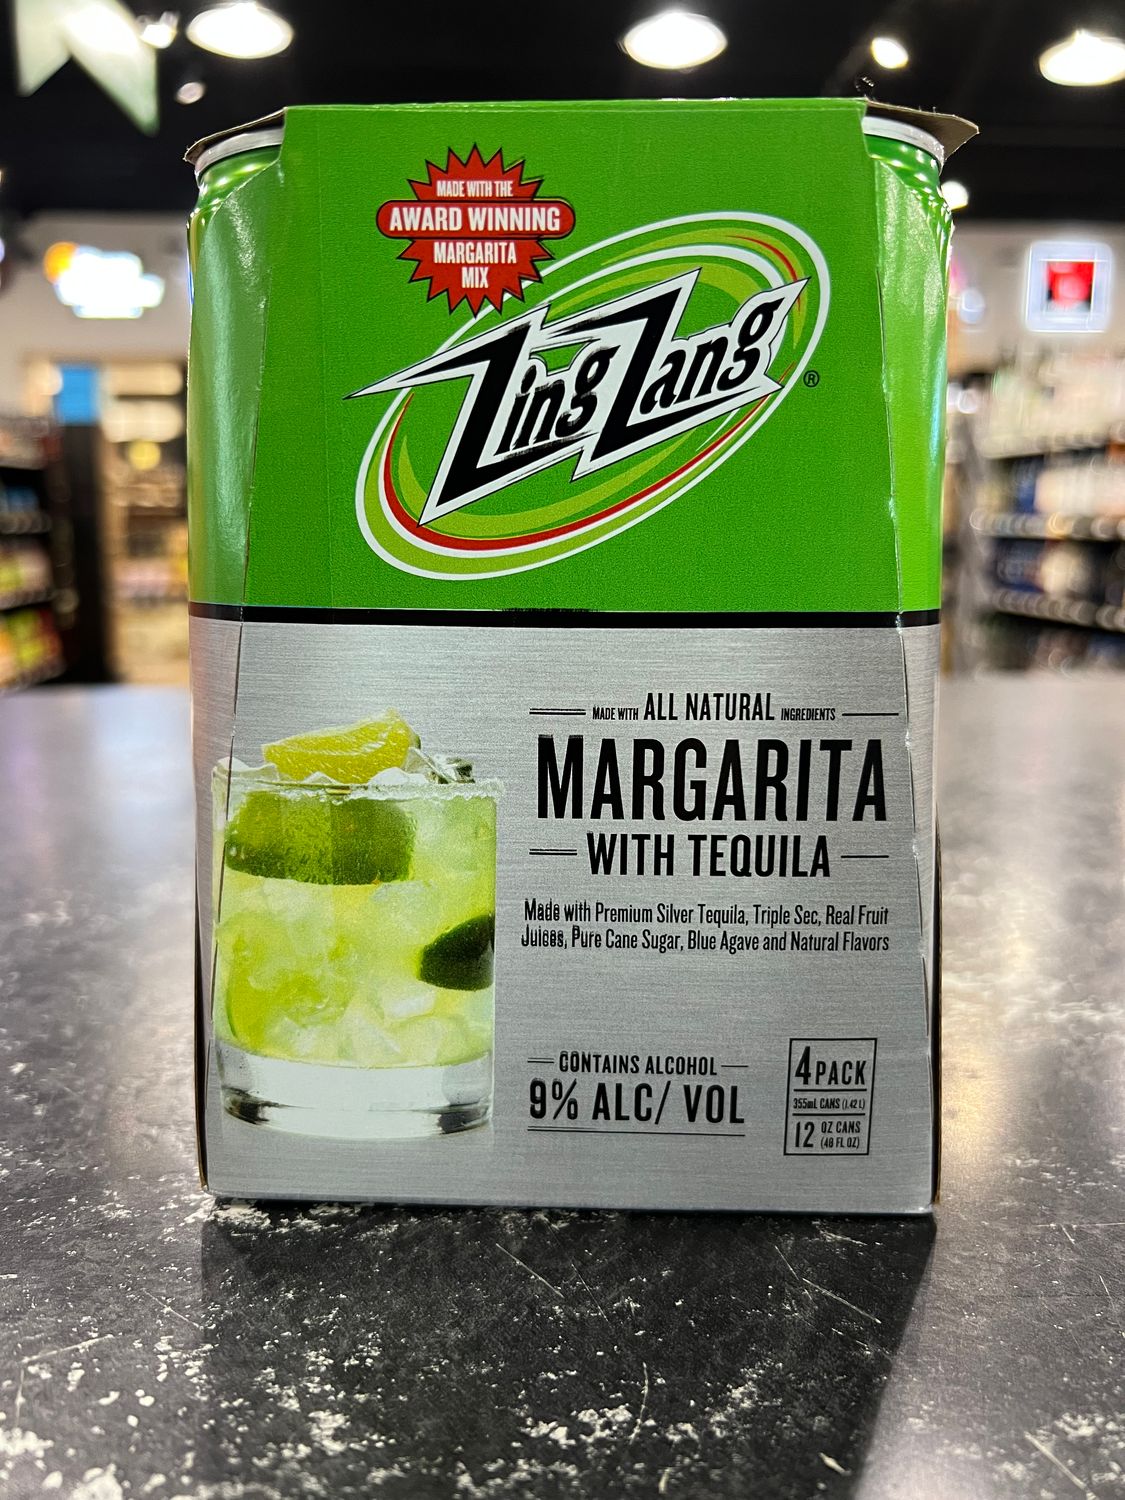 MADE WITH THE
AWARD WINNING
MARGARITA
MIX
Zing Zang
®
MADE WITH ALL NATURAL INGREDIENTS
MARGARITA
WITH TEQUILA
Made with Premium Silver Tequila, Triple Sec, Real Fruit
Juices, Pure Cane Sugar, Blue Agave and Natural Flavors
CONTAINS ALCOHOL
9% ALC/ VOL
4 PACK
355mL CANS (1.42 L)
12 OZ CANS
(48 FL OZ)